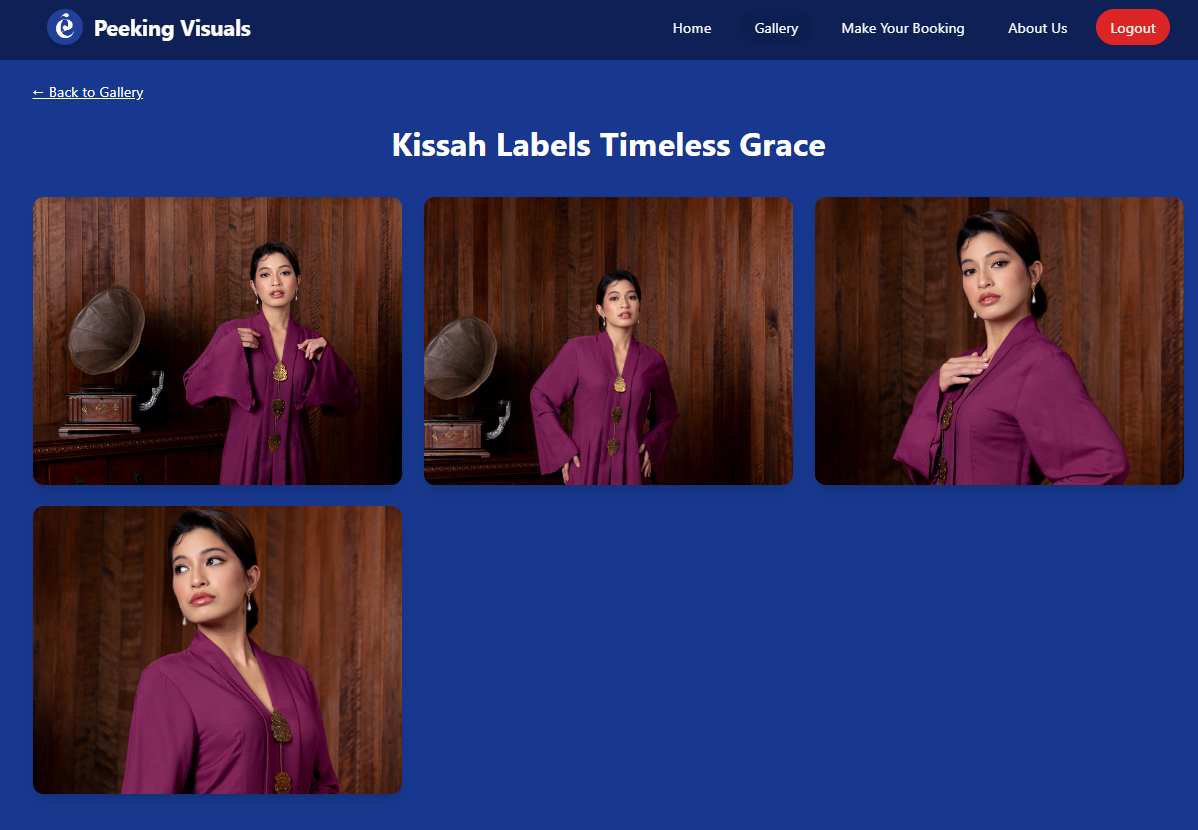 Peeking Visuals
Home Gallery Make Your Booking About Us Logout
← Back to Gallery
Kissah Labels Timeless Grace